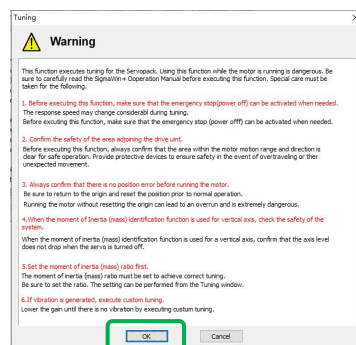 Tuning
Warning
This function executes tuning for the Servopack. Using this function while the motor is running is dangerous. Be
sure to carefully read the SigmaWin+ Operation Manual before executing this function. Special care must be
taken for the following.
1. Before executing this function, make sure that the emergency stop(power off) can be activated when needed.
The response speed may change considerabl during tuning.
Before excuting this function, make sure that the emergency stop (power offf) can be activated when needed.
2. Confirm the safety of the area adjoining the drive unit.
Before executing this function, always confirm that the area within the motor motion range and direction is
clear for safe operation. Provide protective devices to ensure safety in the event of overtraveling or ther
unexpected movement.
3. Always confirm that there is no position error before running the motor.
Be sure to return to the origin and reset the position prior to normal operation.
Running the motor without resetting the origin can lead to an overrun and is extremely dangerous.
4.When the moment of Inertia (mass) identification function is used for vertical axis, check the safety of the
system.
When the moment of inertia (mass) identification function is used for a vertical axis, confirm that the axis level
does not drop when the servo is turned off.
5.Set the moment of inertia (mass) ratio first.
The moment of inertia (mass) ratio must be set to achieve correct tuning.
Be sure to set the ratio. The setting can be performed from the Tuning window.
6.If vibration is generated, execute custom tuning.
Lower the gain until there is no vibration by executing custum tuning.
OK
Cancel